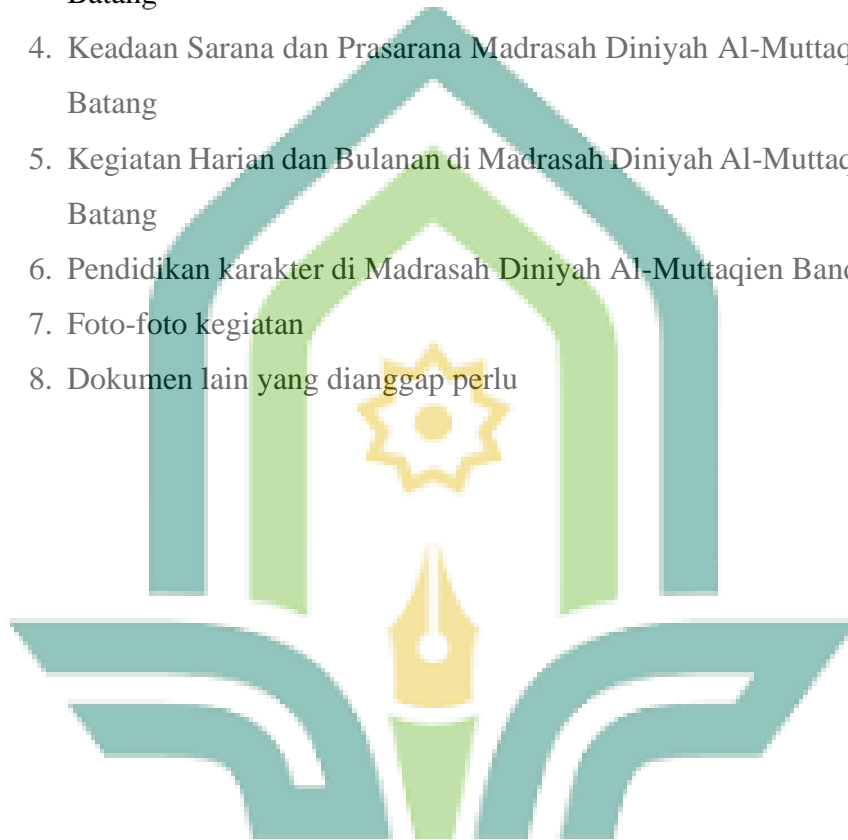 Batang
4. Keadaan Sarana dan Prasarana Madrasah Diniyah Al-Muttaq
Batang
5. Kegiatan Harian dan Bulanan di Madrasah Diniyah Al-Muttaq
Batang
6. Pendidikan karakter di Madrasah Diniyah Al-Muttaqien Band
7. Foto-foto kegiatan
8. Dokumen lain yang dianggap perlu